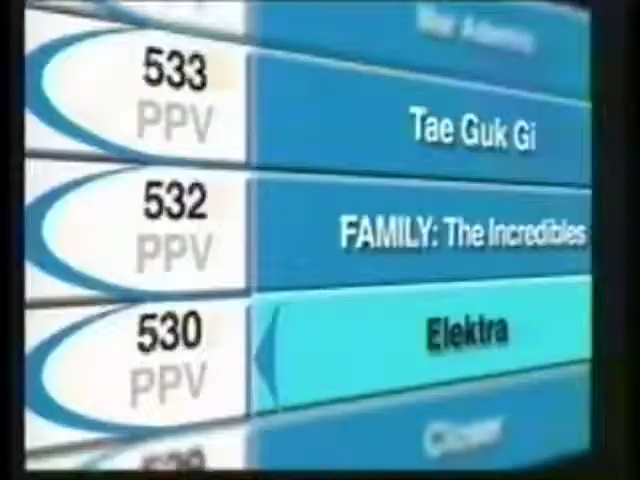 533
PPV
Tae Guk Gi
532
PPV
FAMILY: The Incredibles
530
PPV
Elektra
Closer